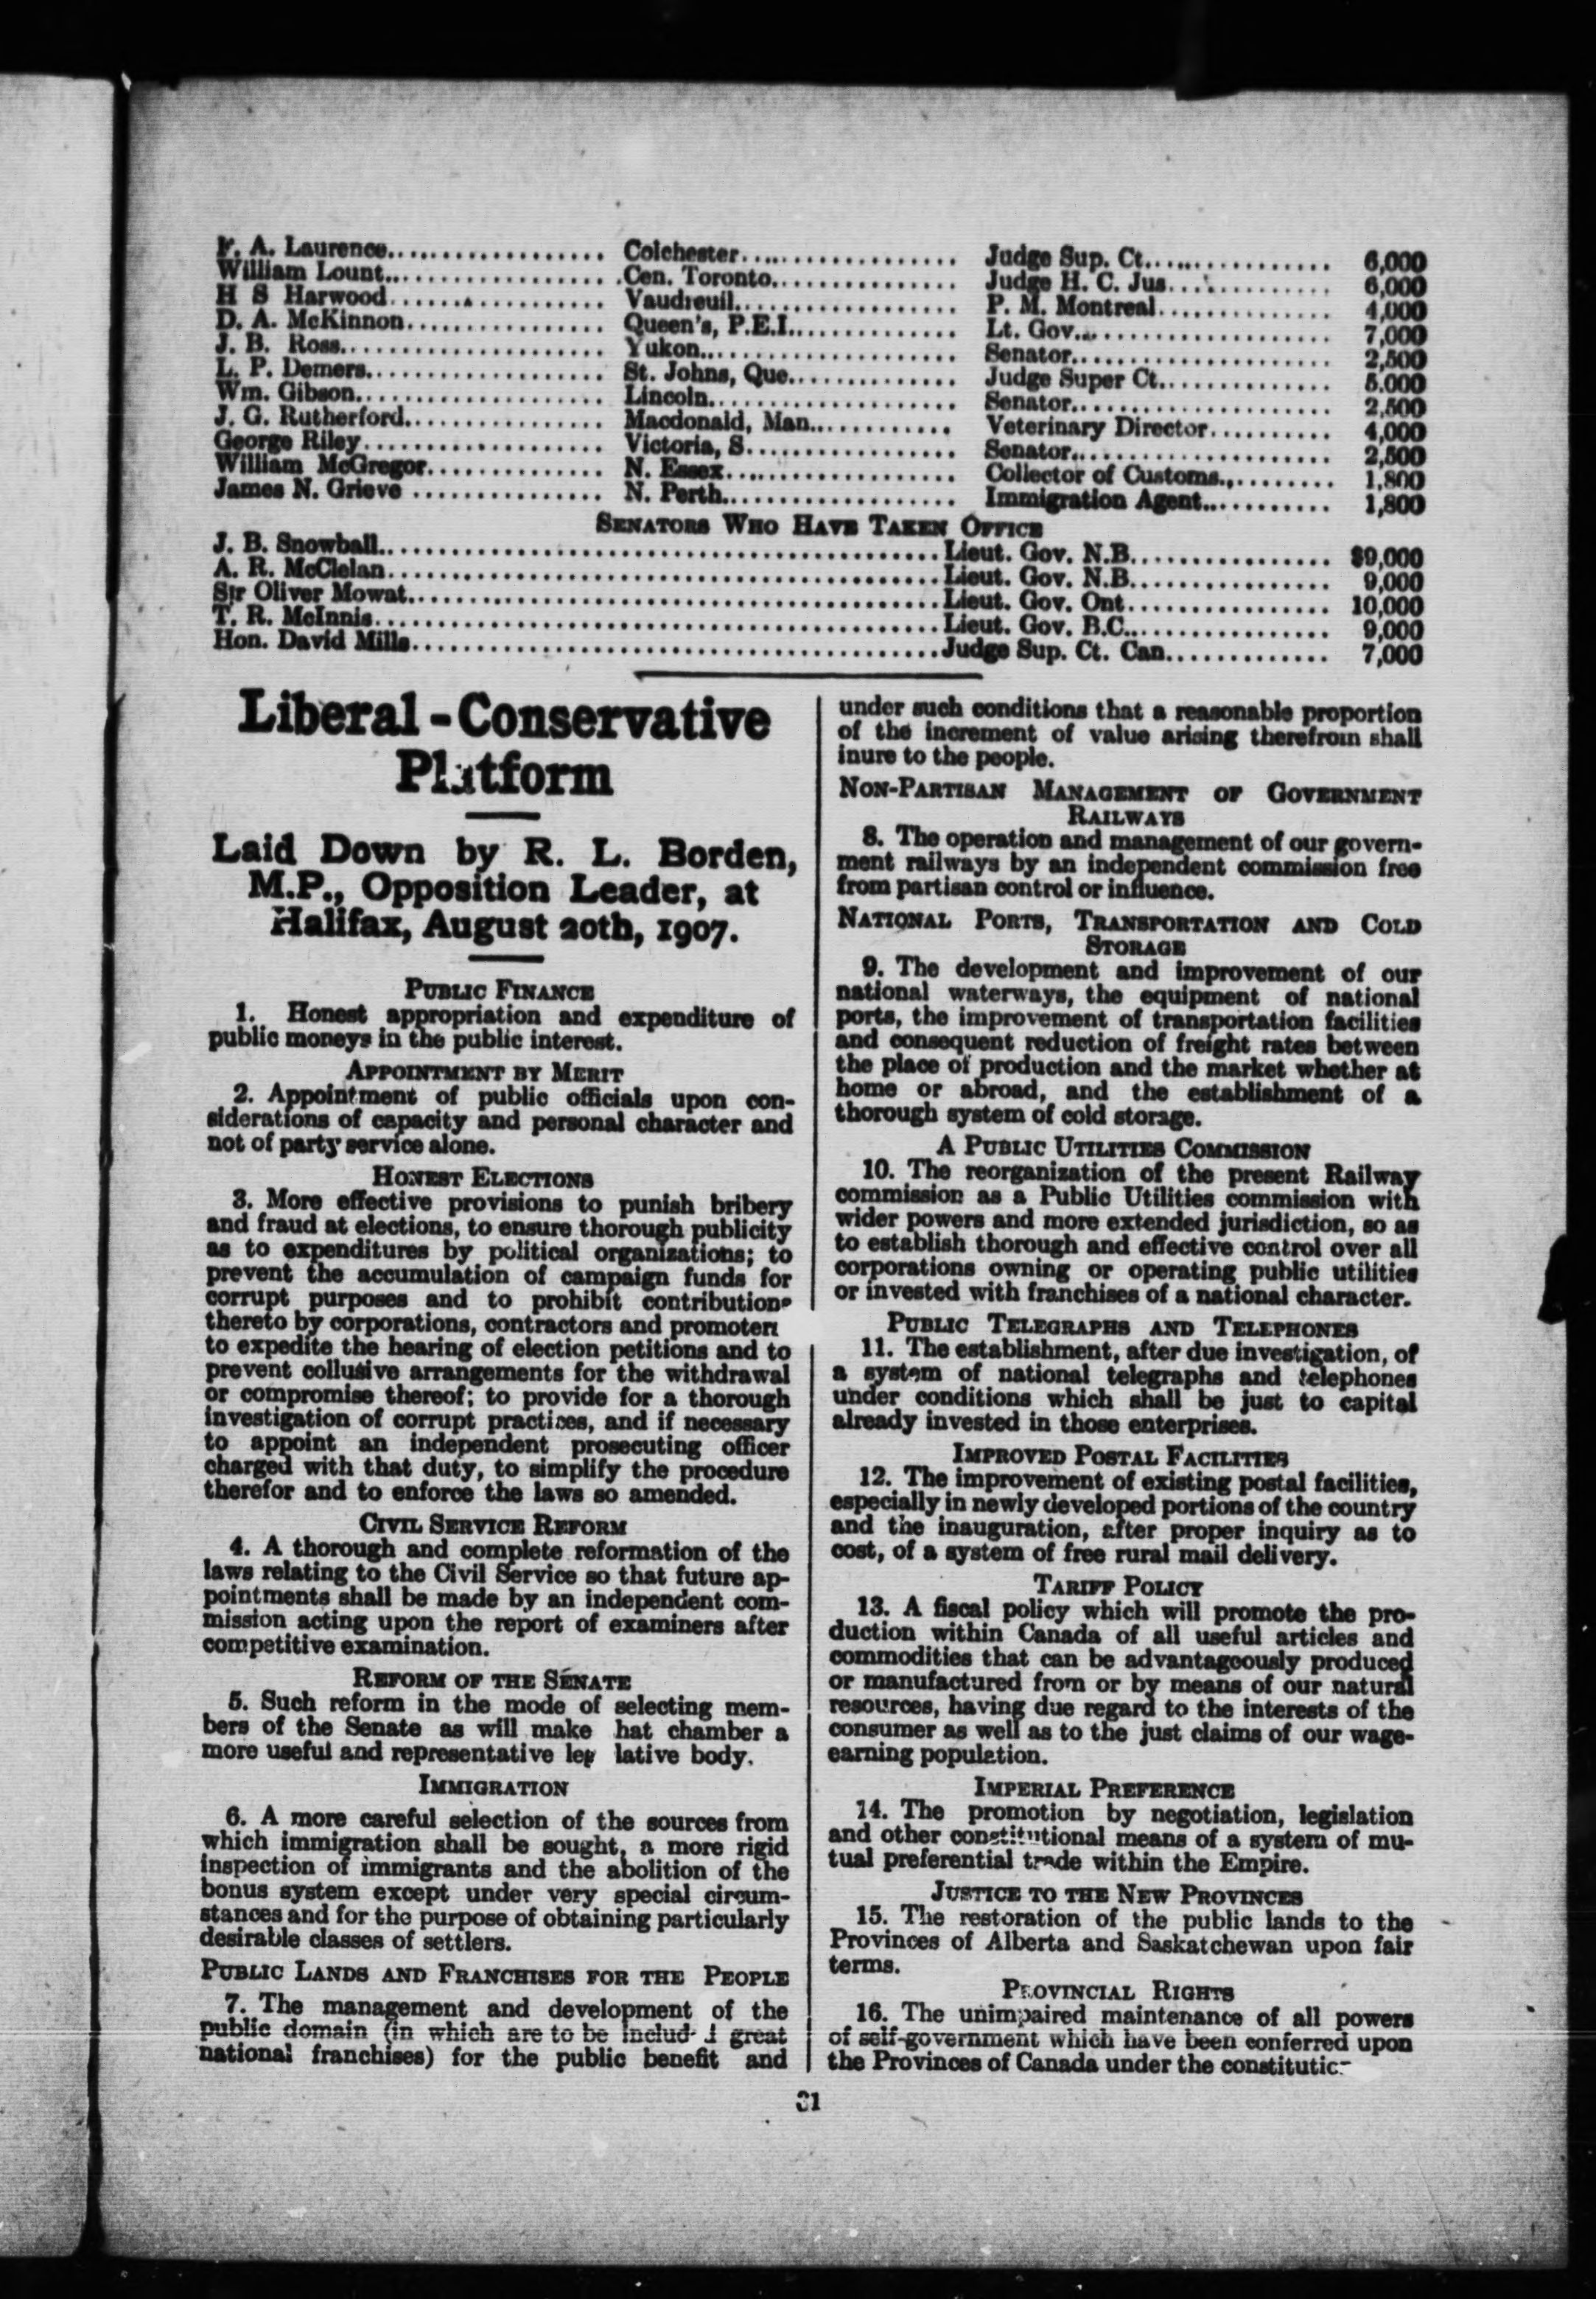 F. A. Laurence.................. Colchester.................. Judge Sup. Ct............... 6,000
William Lount.................. Cen. Toronto............... Judge H. C. Jus............. 6,000
H S Harwood.................. Vaudreuil.................. P. M. Montreal.............. 4,000
D. A. McKinnon................ Queen's, P.E.I.............. Lt. Gov.................... 7,000
J. B. Ross..................... Yukon..................... Senator..................... 2,500
L. P. Demers................... St. Johns, Que.............. Judge Super Ct.............. 5.000
Wm. Gibson.................... Lincoln.................... Senator..................... 2,500
J. G. Rutherford................ Macdonald, Man............ Veterinary Director.......... 4,000
George Riley................... Victoria, S................. Senator..................... 2,500
William McGregor.............. N. Essex................... Collector of Customs.,........ 1,800
James N. Grieve ............... N. Perth................... Immigration Agent........... 1,800
SENATORS WHO HAVE TAKEN OFFICE
J. B. Snowball............................................Lieut. Gov. N.B................ $9,000
A. R. McClelan............................................Lieut. Gov. N.B................ 9,000
Sir Oliver Mowat..........................................Lieut. Gov. Ont................ 10,000
T. R. McInnis.............................................Lieut. Gov. B.C................ 9,000
Hon. David Mills..........................................Judge Sup. Ct. Can............. 7,000
Liberal-Conservative
Platform
Laid Down by R. L. Borden,
M.P., Opposition Leader, at
Halifax, August 20th, 1907.
PUBLIC FINANCE
1. Honest appropriation and expenditure of
public moneys in the public interest.
APPOINTMENT BY MERIT
2. Appointment of public officials upon con-
siderations of capacity and personal character and
not of party service alone.
HONEST ELECTIONS
3. More effective provisions to punish bribery
and fraud at elections, to ensure thorough publicity
as to expenditures by political organizations; to
prevent the accumulation of campaign funds for
corrupt purposes and to prohibit contributions
thereto by corporations, contractors and promoters
to expedite the hearing of election petitions and to
prevent collusive arrangements for the withdrawal
or compromise thereof; to provide for a thorough
investigation of corrupt practices, and if necessary
to appoint an independent prosecuting officer
charged with that duty, to simplify the procedure
therefor and to enforce the laws so amended.
CIVIL SERVICE REFORM
4. A thorough and complete reformation of the
laws relating to the Civil Service so that future ap-
pointments shall be made by an independent com-
mission acting upon the report of examiners after
competitive examination.
REFORM OF THE SENATE
5. Such reform in the mode of selecting mem-
bers of the Senate as will make hat chamber a
more useful and representative leg lative body.
IMMIGRATION
6. A more careful selection of the sources from
which immigration shall be sought, a more rigid
inspection of immigrants and the abolition of the
bonus system except under very special circum-
stances and for the purpose of obtaining particularly
desirable classes of settlers.
PUBLIC LANDS AND FRANCHISES FOR THE PEOPLE
7. The management and development of the
public domain (in which are to be included great
national franchises) for the public benefit and
under such conditions that a reasonable proportion
of the increment of value arising therefrom shall
inure to the people.
NON-PARTISAN MANAGEMENT OF GOVERNMENT
RAILWAYS
8. The operation and management of our govern-
ment railways by an independent commission free
from partisan control or influence.
NATIONAL PORTS, TRANSPORTATION AND COLD
STORAGE
9. The development and improvement of our
national waterways, the equipment of national
ports, the improvement of transportation facilities
and consequent reduction of freight rates between
the place of production and the market whether at
home or abroad, and the establishment of a
thorough system of cold storage.
A PUBLIC UTILITIES COMMISSION
10. The reorganization of the present Railway
commission as a Public Utilities commission with
wider powers and more extended jurisdiction, so as
to establish thorough and effective control over all
corporations owning or operating public utilities
or invested with franchises of a national character.
PUBLIC TELEGRAPHS AND TELEPHONES
11. The establishment, after due investigation, of
a system of national telegraphs and telephones
under conditions which shall be just to capital
already invested in those enterprises.
IMPROVED POSTAL FACILITIES
12. The improvement of existing postal facilities,
especially in newly developed portions of the country
and the inauguration, after proper inquiry as to
cost, of a system of free rural mail delivery.
TARIFF POLICY
13. A fiscal policy which will promote the pro-
duction within Canada of all useful articles and
commodities that can be advantageously produced
or manufactured from or by means of our natural
resources, having due regard to the interests of the
consumer as well as to the just claims of our wage-
earning population.
IMPERIAL PREFERENCE
14. The promotion by negotiation, legislation
and other constitutional means of a system of mu-
tual preferential trade within the Empire.
JUSTICE TO THE NEW PROVINCES
15. The restoration of the public lands to the
Provinces of Alberta and Saskatchewan upon fair
terms.
PROVINCIAL RIGHTS
16. The unimpaired maintenance of all powers
of self-government which have been conferred upon
the Provinces of Canada under the constitutic-
31